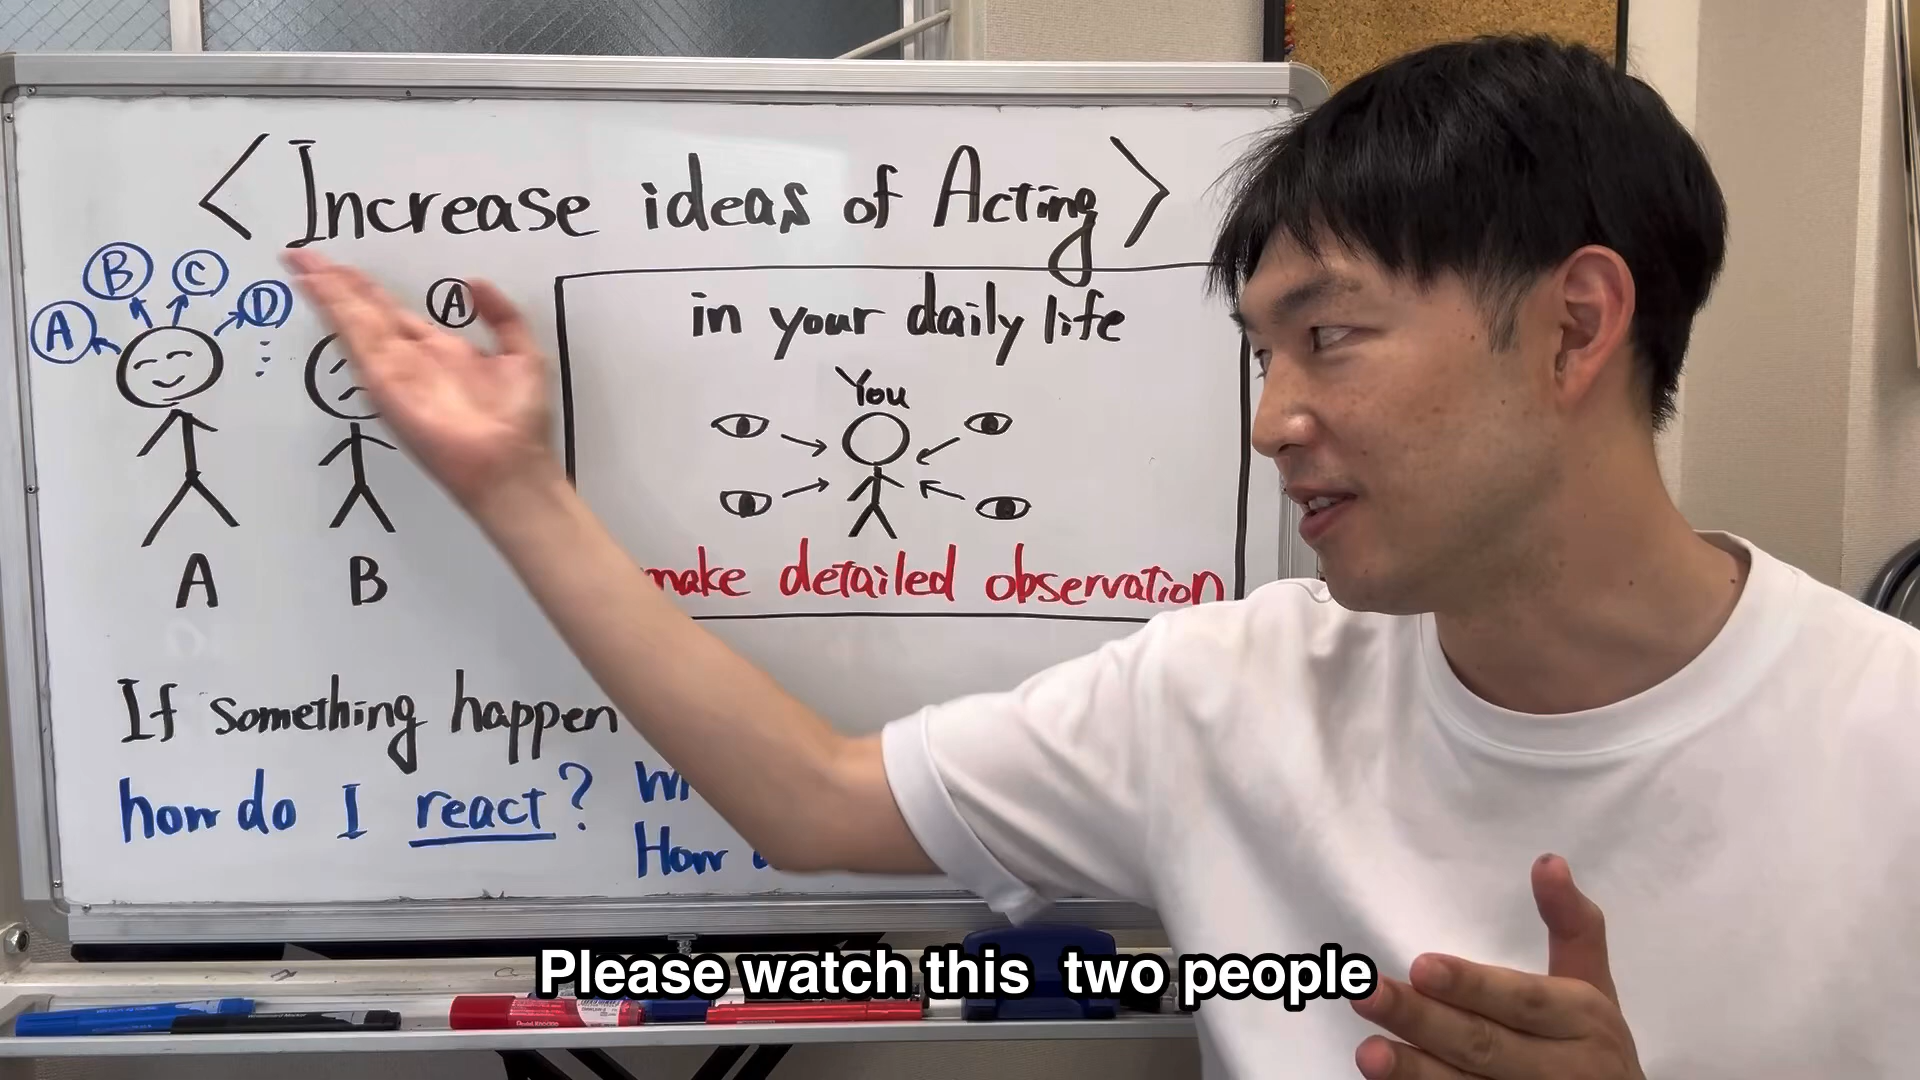 < Increase ideas of Acting >
B
C
A
D
A
in your daily life
You
make detailed observation
A
B
If something happen
how do I react?
How
Please watch this two people